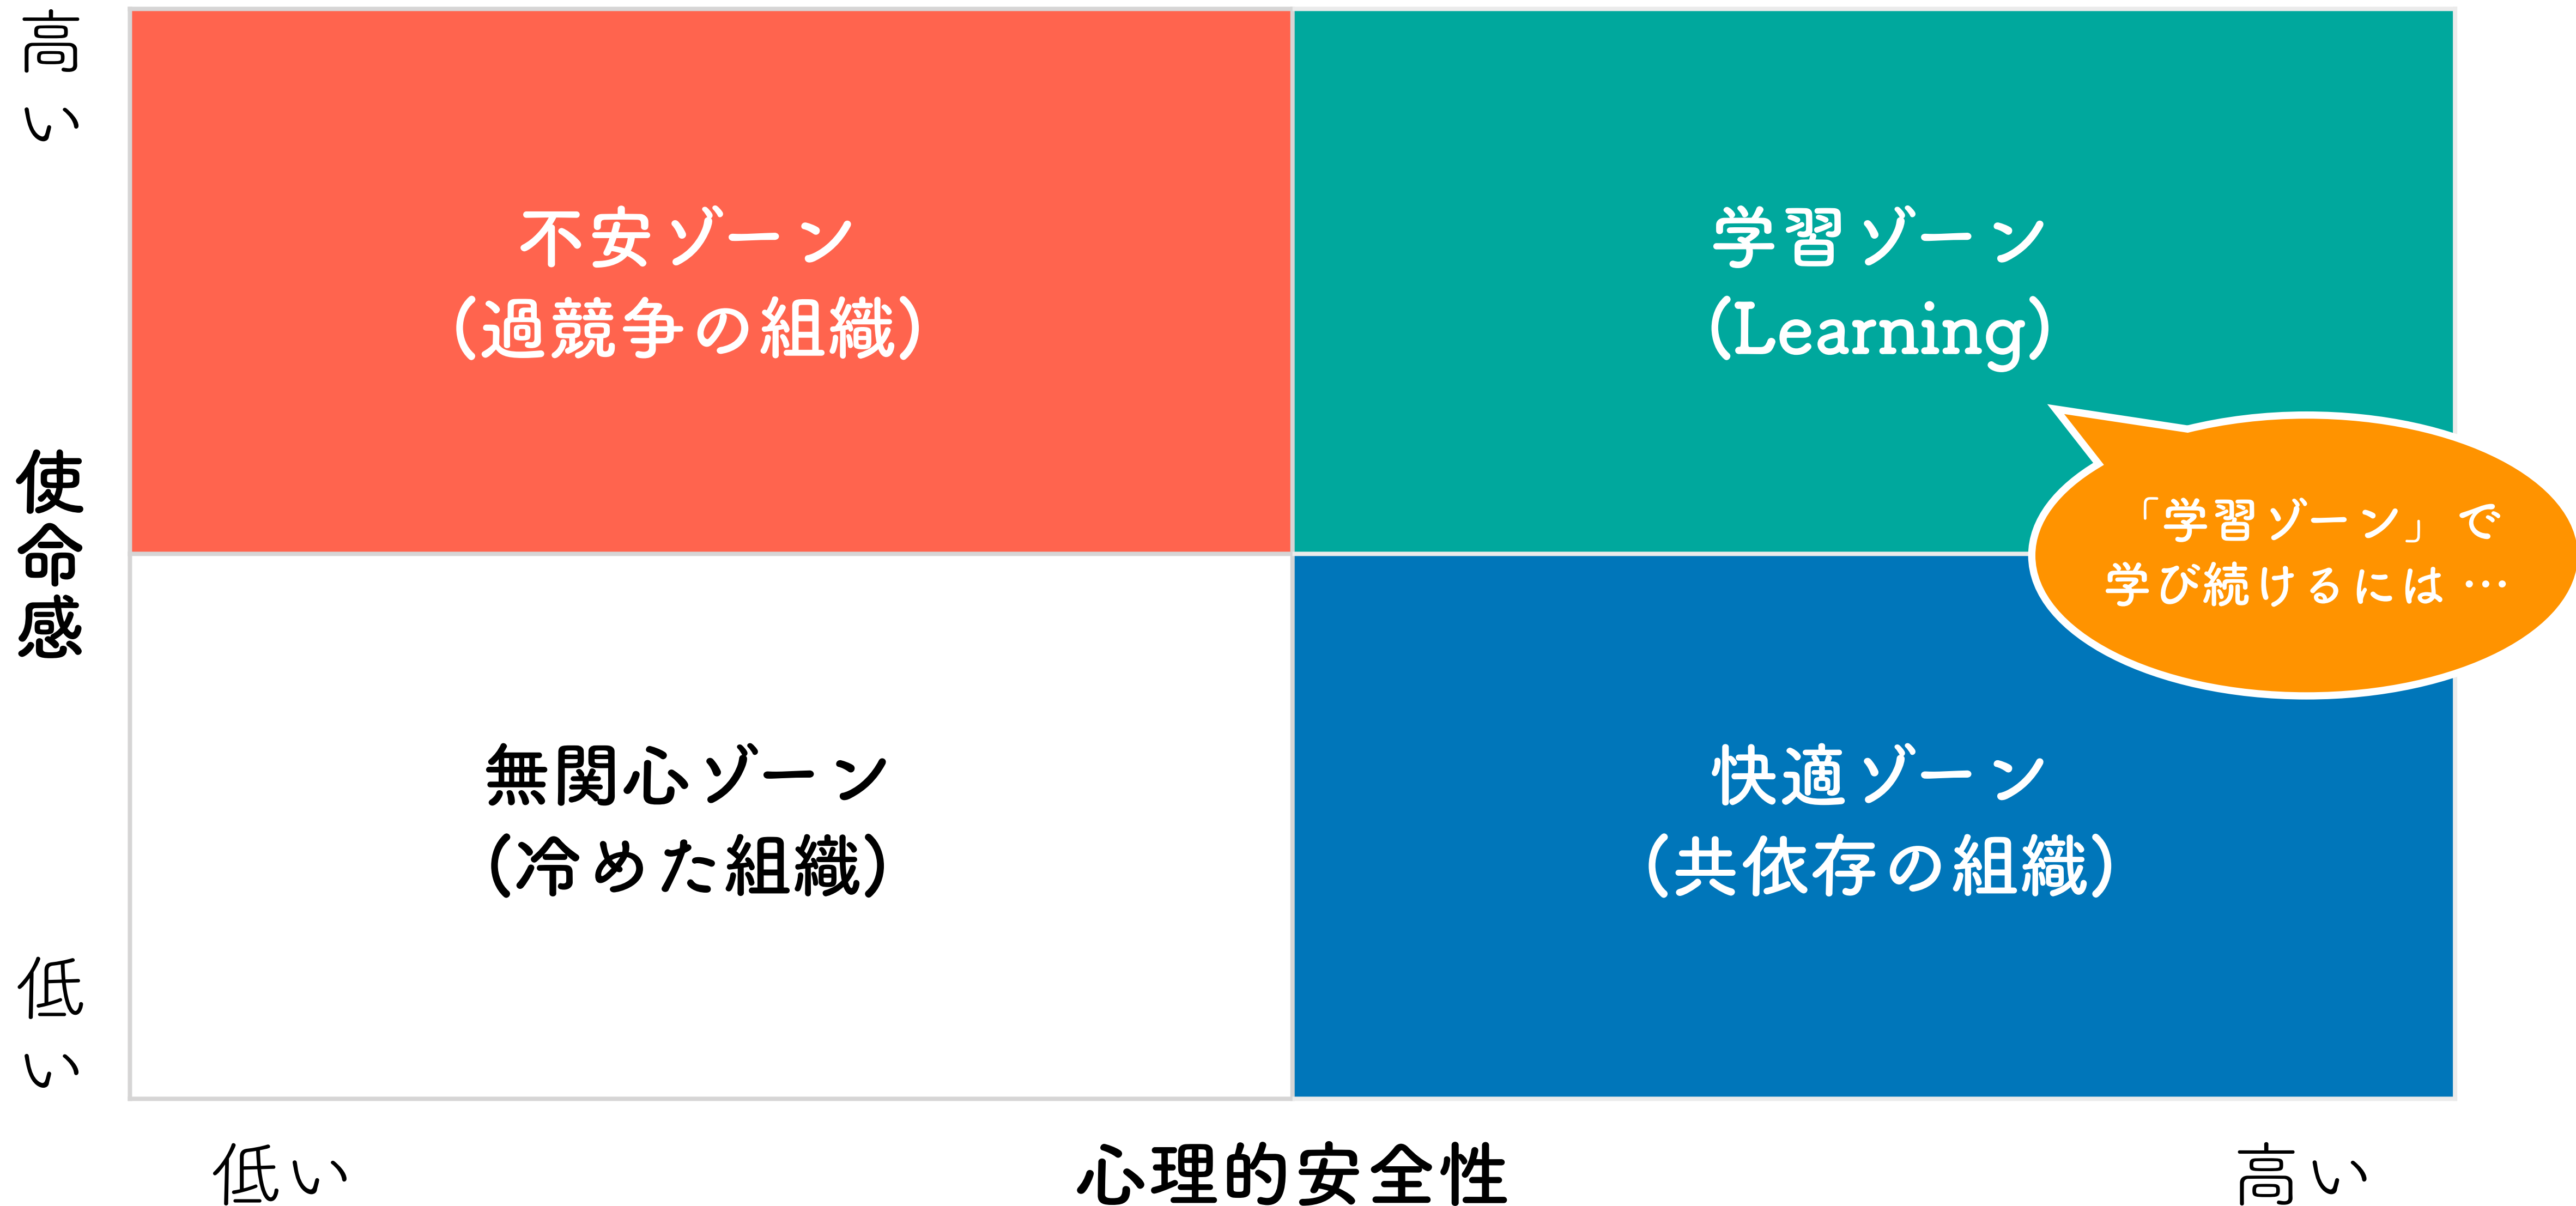 高い
不安ゾーン
(過競争の組織)
学習ゾーン
(Learning)
使命感
「学習ゾーン」で
学び続けるには…
無関心ゾーン
(冷めた組織)
快適ゾーン
(共依存の組織)
低い
低い
心理的安全性
高い